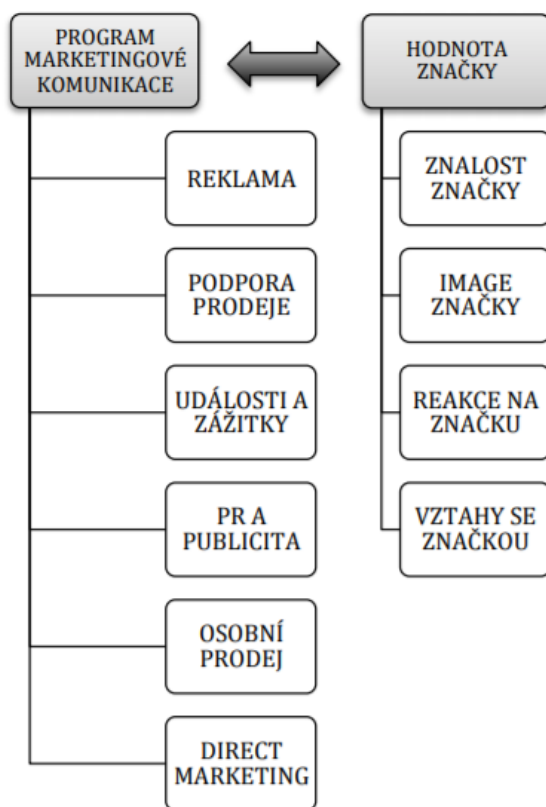 PROGRAM
MARKETINGOVÉ
KOMUNIKACE
REKLAMA
PODPORA
PRODEJE
UDÁLOSTI A
ZÁŽITKY
PR A
PUBLICITA
OSOBNÍ
PRODEJ
DIRECT
MARKETING
HODNOTA
ZNAČKY
ZNALOST
ZNAČKY
IMAGE
ZNAČKY
REAKCE NA
ZNAČKU
VZTAHY SE
ZNAČKOU